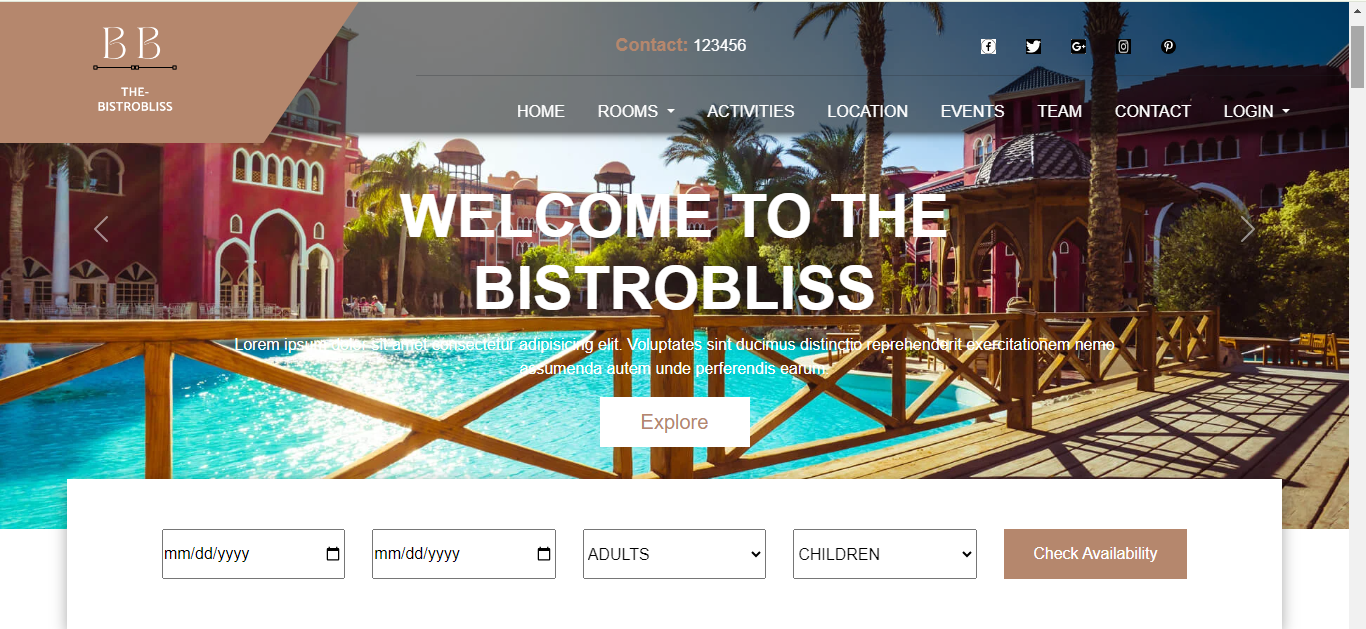 BB
THE-
BISTROBLISS
Contact: 123456
HOME ROOMS ACTIVITIES LOCATION EVENTS TEAM CONTACT LOGIN
WELCOME TO THE
BISTROBLISS
Lorem ipsum dolor sit amet consectetur adipisicing elit. Voluptates sint ducimus distinctio reprehenderit exercitationem nemo
assumenda autem unde perferendis earum
Explore
mm/dd/yyyy mm/dd/yyyy ADULTS CHILDREN Check Availability